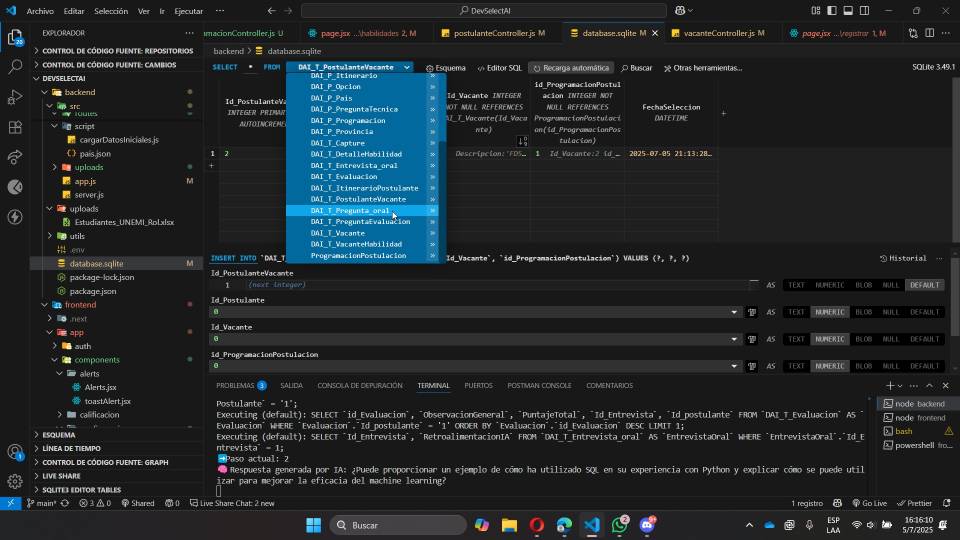 Archivo Editar Selección Ver Ir Ejecutar ··· DevSelectAI
EXPLORADOR ···
CONTROL DE CÓDIGO FUENTE: REPOSITORIOS
CONTROL DE CÓDIGO FUENTE: CAMBIOS
DEVSELECTAI
backend
src
routes
script
cargarDatosIniciales.js
pais.json
uploads
app.js M
server.js
uploads
Estudiantes_UNEMI_Rol.xlsx
utils
.env
database.sqlite M
package-lock.json
package.json
frontend
.next
app
auth
components
alerts
Alerts.jsx
toastAlert.jsx
calificacion
ESQUEMA
LÍNEA DE TIEMPO
CONTROL DE CÓDIGO FUENTE: GRAPH
LIVE SHARE
SQLITE3 EDITOR TABLES
ramacionController.js page.jsx ...\habilidades 2, M postulanteController.js M database.sqlite M vacanteController.js M page.jsx ...\registrar 1, M
backend > database.sqlite
SELECT * FROM DAI_T_PostulanteVacante Esquema Editor SQL Recarga automática Buscar Otras herramientas... SQLite 3.49.1
DAI_P_Itinerario
DAI_P_Opcion
DAI_P_Pais
DAI_P_PreguntaTecnica
DAI_P_Programacion
DAI_P_Provincia
DAI_T_Capture
DAI_T_DetalleHabilidad
DAI_T_Entrevista_oral
DAI_T_Evaluacion
DAI_T_ItinerarioPostulante
DAI_T_PostulanteVacante
DAI_T_Pregunta_oral
DAI_T_PreguntaEvaluacion
DAI_T_Vacante
DAI_T_VacanteHabilidad
ProgramacionPostulacion
Id_PostulanteVa
INTEGER PRIMAR
AUTOINCREME
Id_Vacante INTEGER
NOT NULL REFERENCES
AI_T_Vacante(Id_Vaca
nte)
id_ProgramacionPostul
acion INTEGER NOT
NULL REFERENCES
ProgramacionPostulaci
on(id_ProgramacionPos
tulacion)
FechaSeleccion
DATETIME
1 2 Descripcion:'FDS… 1 Id_Vacante:2 id_… 2025-07-05 21:13:28…
INSERT INTO `DAI_T Id_Vacante`, `id_ProgramacionPostulacion`) VALUES (?, ?, ?) Historial ···
Id_PostulanteVacante
1 (next integer) AS TEXT NUMERIC BLOB NULL DEFAULT
Id_Postulante
0 AS TEXT NUMERIC BLOB NULL DEFAULT
Id_Vacante
0 AS TEXT NUMERIC BLOB NULL DEFAULT
id_ProgramacionPostulacion
0 AS TEXT NUMERIC BLOB NULL DEFAULT
PROBLEMAS 3 SALIDA CONSOLA DE DEPURACIÓN TERMINAL PUERTOS POSTMAN CONSOLE COMENTARIOS
Postulante` = '1';
Executing (default): SELECT `id_Evaluacion`, `ObservacionGeneral`, `PuntajeTotal`, `Id_Entrevista`, `Id_postulante` FROM `DAI_T_Evaluacion` AS `
Evaluacion` WHERE `Evaluacion`.`Id_postulante` = '1' ORDER BY `Evaluacion`.`id_Evaluacion` DESC LIMIT 1;
Executing (default): SELECT `Id_Entrevista`, `RetroalimentacionIA` FROM `DAI_T_Entrevista_oral` AS `EntrevistaOral` WHERE `EntrevistaOral`.`Id_E
ntrevista` = 1;
Paso actual: 2
Respuesta generada por IA: ¿Puede proporcionar un ejemplo de cómo ha utilizado SQL en su experiencia con Python y explicar cómo se puede util
izar para mejorar la eficacia del machine learning?
node backend
node frontend
bash
powershell fro...
main* 3 0 Shared 0 Live Share Chat: 2 new 1 registro Go Live Prettier
Buscar ESP LAA 16:16:10 5/7/2025